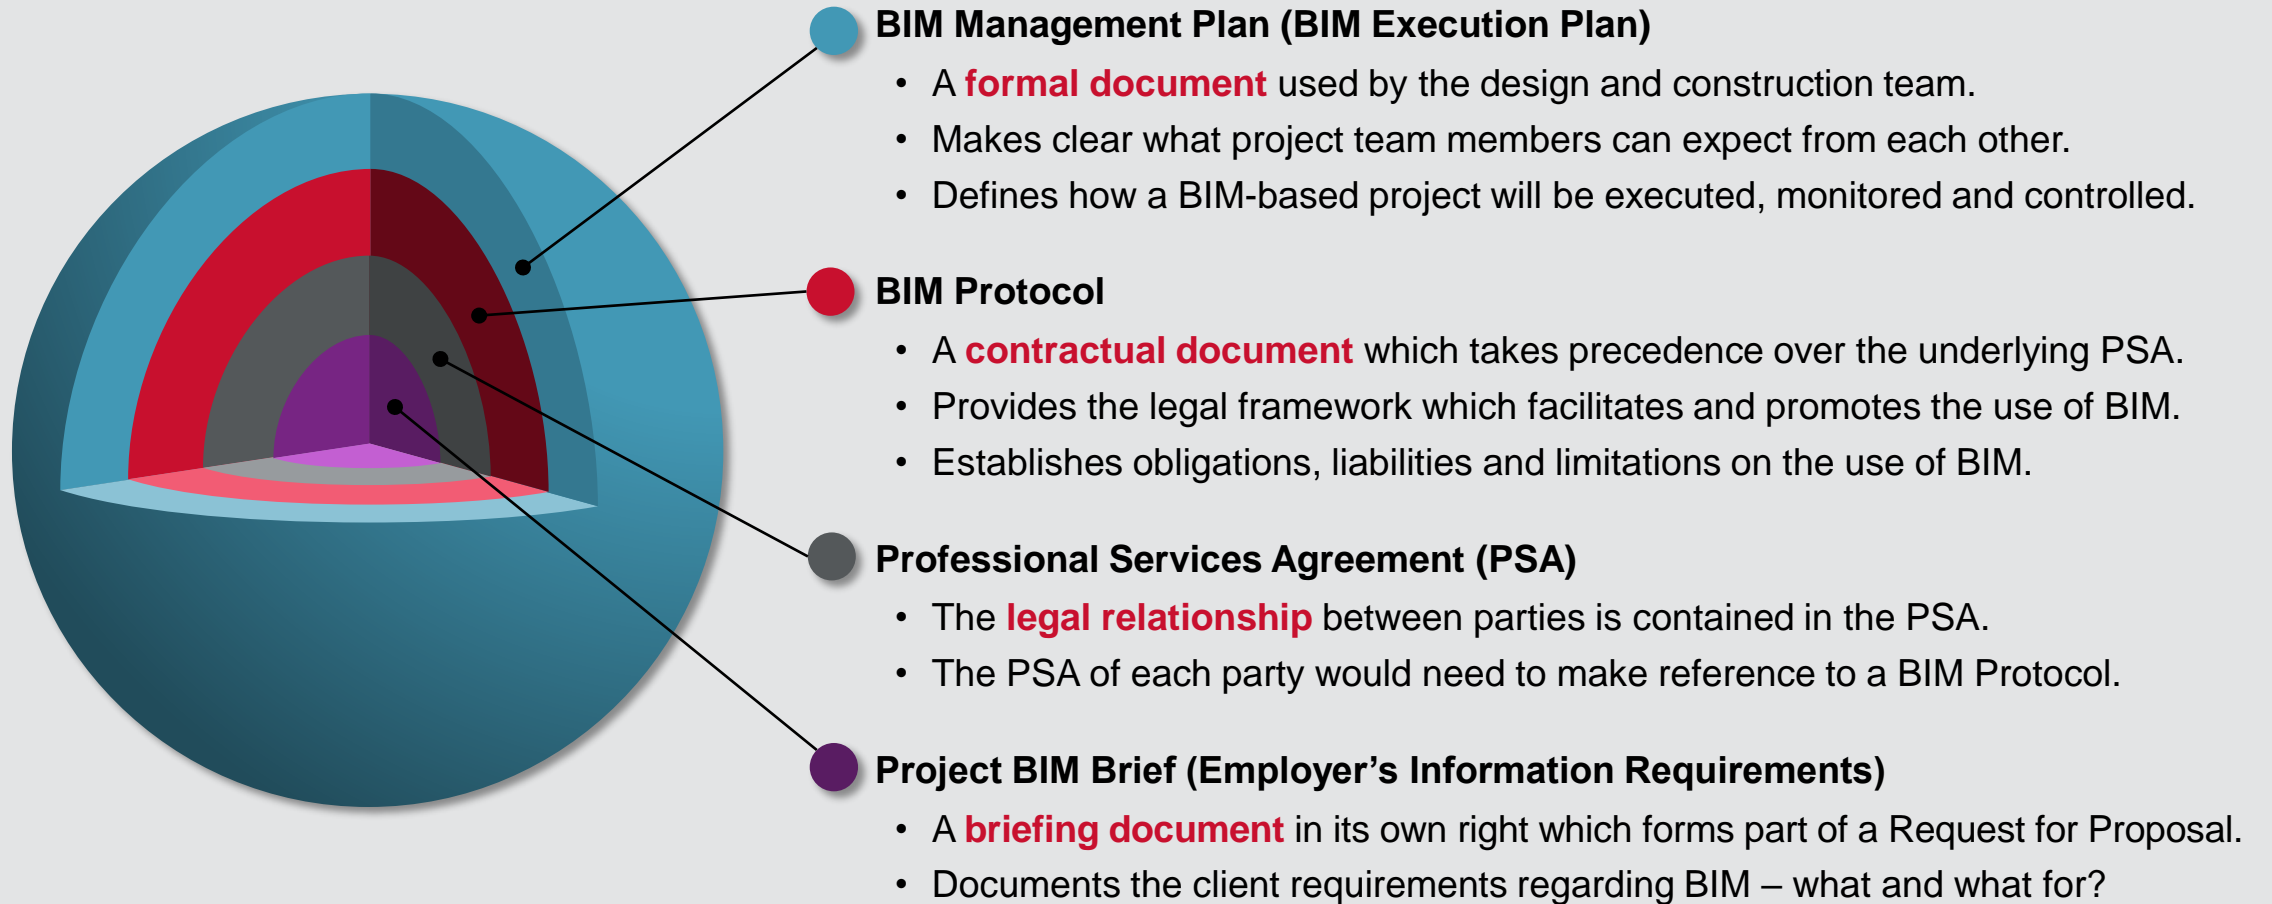 BIM Management Plan (BIM Execution Plan)
• A formal document used by the design and construction team.
• Makes clear what project team members can expect from each other.
• Defines how a BIM-based project will be executed, monitored and controlled.
BIM Protocol
• A contractual document which takes precedence over the underlying PSA.
• Provides the legal framework which facilitates and promotes the use of BIM.
• Establishes obligations, liabilities and limitations on the use of BIM.
Professional Services Agreement (PSA)
• The legal relationship between parties is contained in the PSA.
• The PSA of each party would need to make reference to a BIM Protocol.
Project BIM Brief (Employer’s Information Requirements)
• A briefing document in its own right which forms part of a Request for Proposal.
• Documents the client requirements regarding BIM – what and what for?